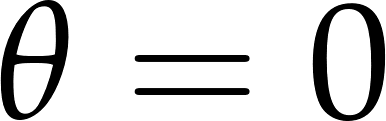 θ = 0